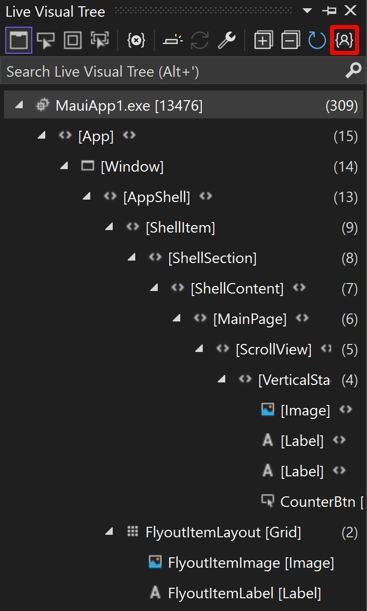 Live Visual Tree
Search Live Visual Tree (Alt+')
MauiApp1.exe [13476] (309)
[App] (15)
[Window] (14)
[AppShell] (13)
[ShellItem] (9)
[ShellSection] (8)
[ShellContent] (7)
[MainPage] (6)
[ScrollView] (5)
[VerticalSta (4)
[Image]
[Label]
[Label]
CounterBtn [
FlyoutItemLayout [Grid] (2)
FlyoutItemImage [Image]
FlyoutItemLabel [Label]